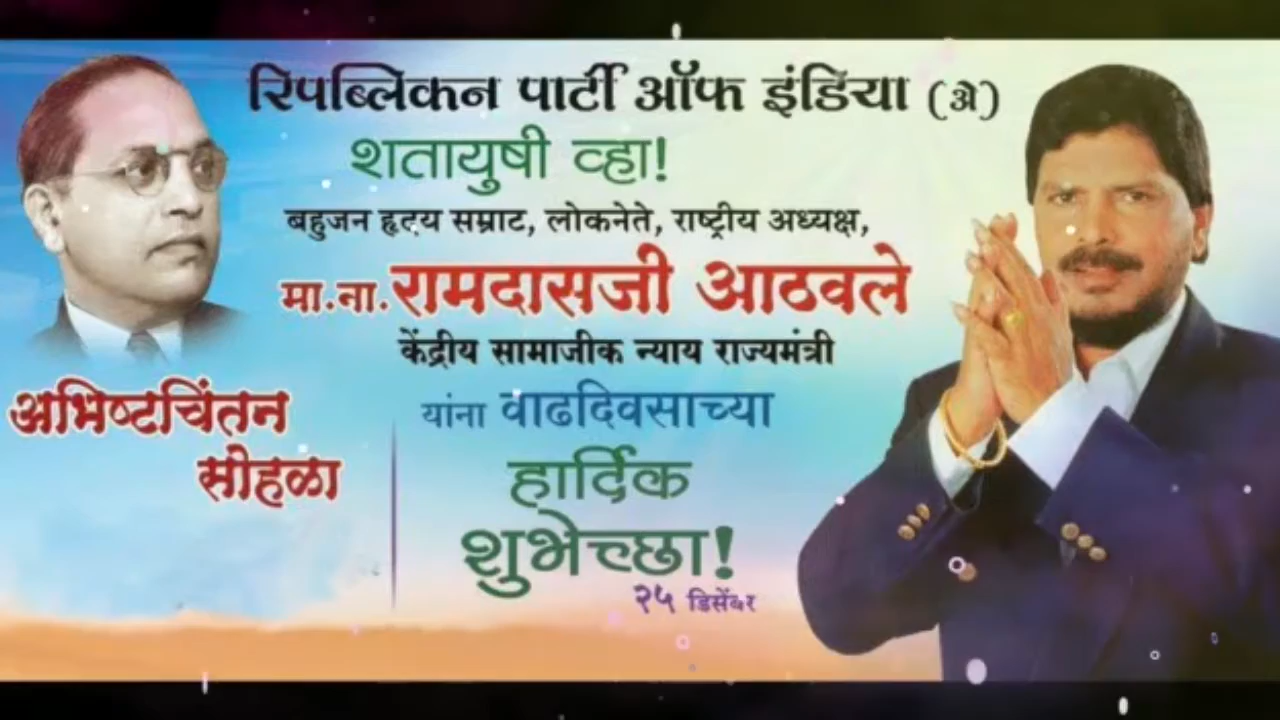 रिपब्लिकन पार्टी ऑफ इंडिया (ॲ)
शतायुषी व्हा!
बहुजन हृदय सम्राट, लोकनेते, राष्ट्रीय अध्यक्ष,
मा.ना. रामदासजी आठवले
केंद्रीय सामाजीक न्याय राज्यमंत्री
यांना वाढदिवसाच्या
हार्दिक
शुभेच्छा!
२५ डिसेंबर
अभिष्टचिंतन
सोहळा